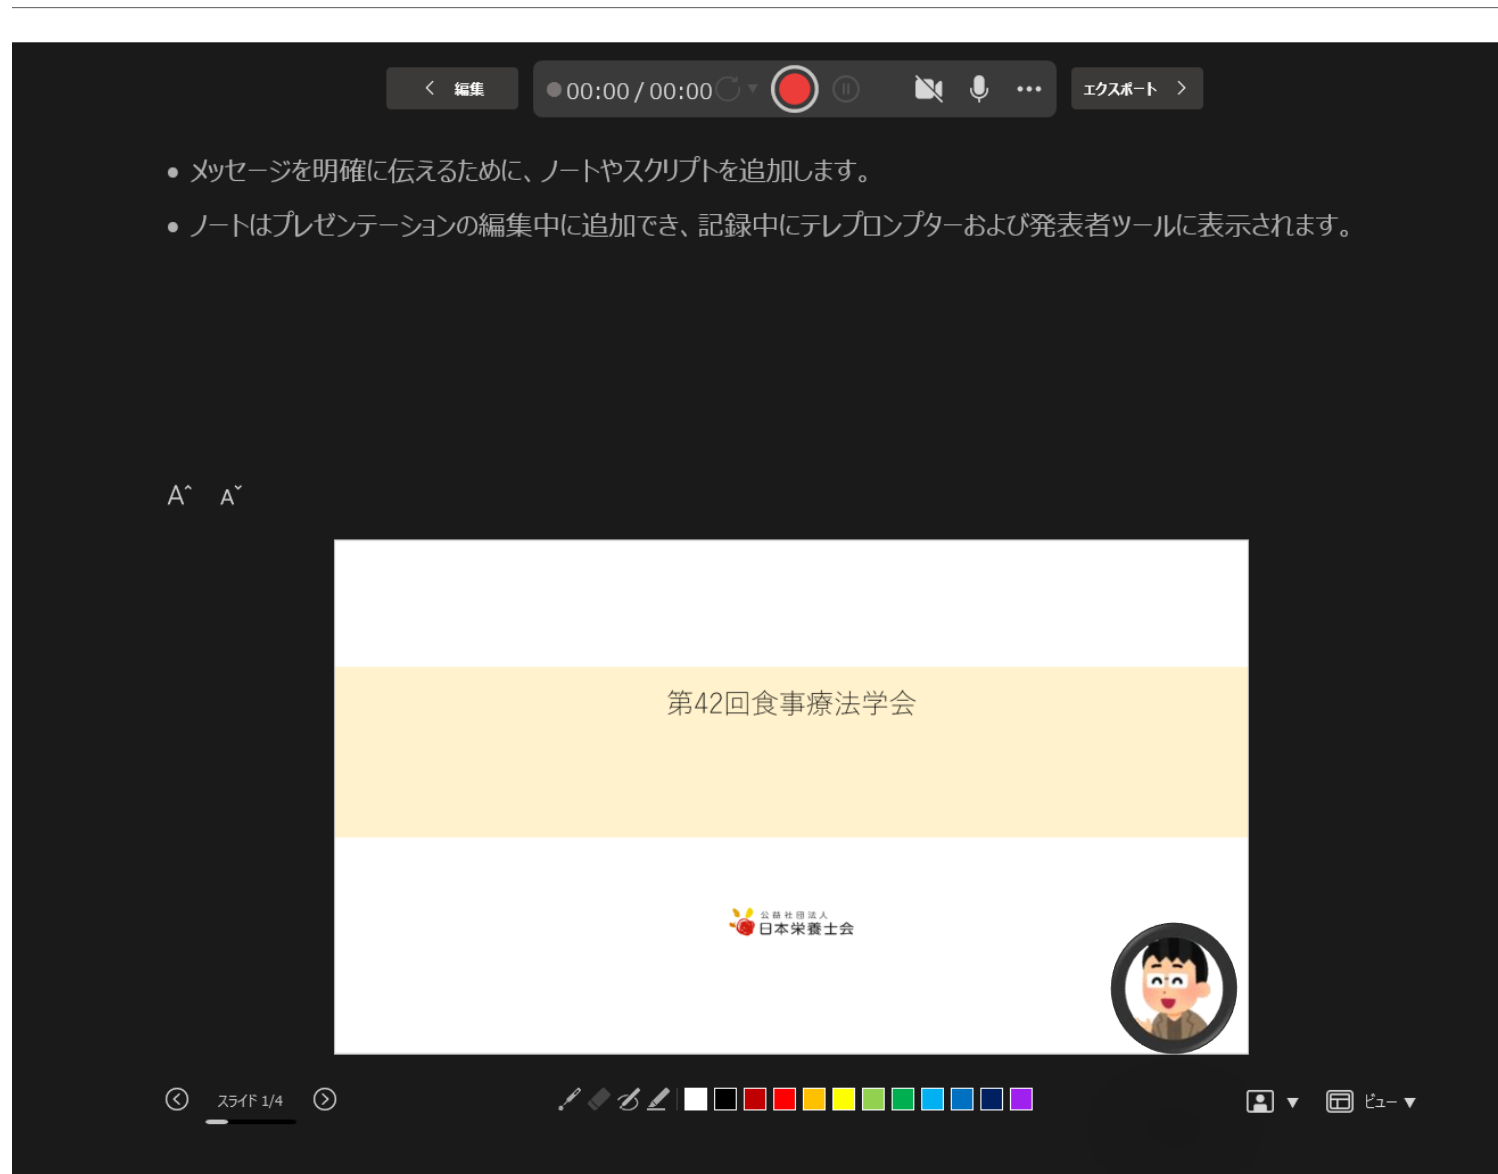 編集
00:00 / 00:00
エクスポート
• メッセージを明確に伝えるために、ノートやスクリプトを追加します。
• ノートはプレゼンテーションの編集中に追加でき、記録中にテレプロンプターおよび発表者ツールに表示されます。
A A
第42回食事療法学会
公益社団法人
日本栄養士会
スライド 1/4
ビュー